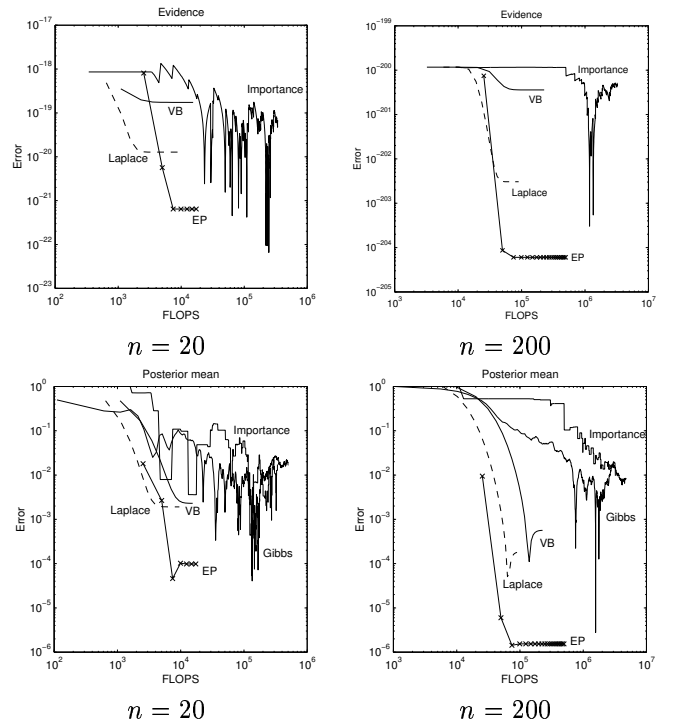 Evidence
10^−17
10^−18
10^−19
10^−20
10^−21
10^−22
10^−23
Error
Importance
VB
Laplace
EP
10^2 10^3 10^4 10^5 10^6
FLOPS
n = 20
Evidence
10^−199
10^−200
10^−201
10^−202
10^−203
10^−204
10^−205
Error
Importance
VB
Laplace
EP
10^3 10^4 10^5 10^6 10^7
FLOPS
n = 200
Posterior mean
10^0
10^−1
10^−2
10^−3
10^−4
10^−5
10^−6
Error
Importance
Laplace
VB
Gibbs
EP
10^2 10^3 10^4 10^5 10^6
FLOPS
n = 20
Posterior mean
10^0
10^−1
10^−2
10^−3
10^−4
10^−5
10^−6
Error
Importance
Gibbs
VB
Laplace
EP
10^3 10^4 10^5 10^6 10^7
FLOPS
n = 200